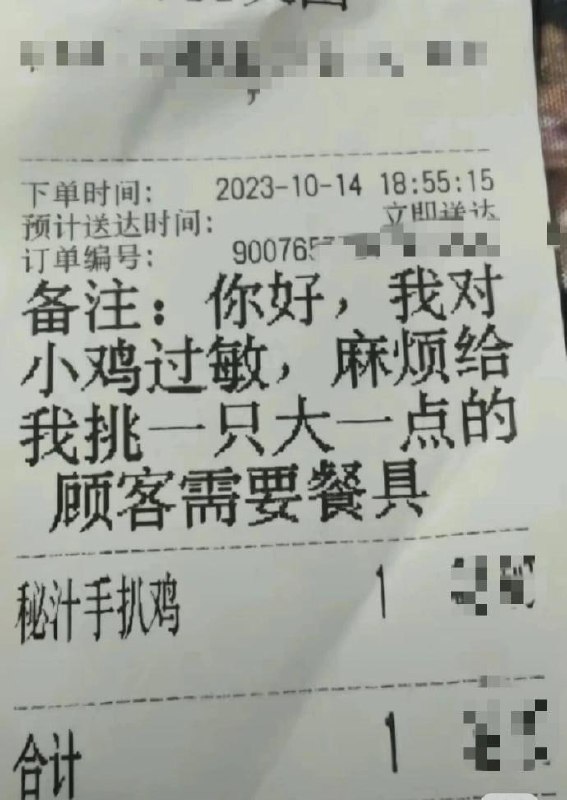 下单时间: 2023-10-14 18:55:15
预计送达时间: 立即送达
订单编号: 90076
备注：你好，我对
小鸡过敏，麻烦给
我挑一只大一点的
顾客需要餐具
秘汁手扒鸡 1
合计 1